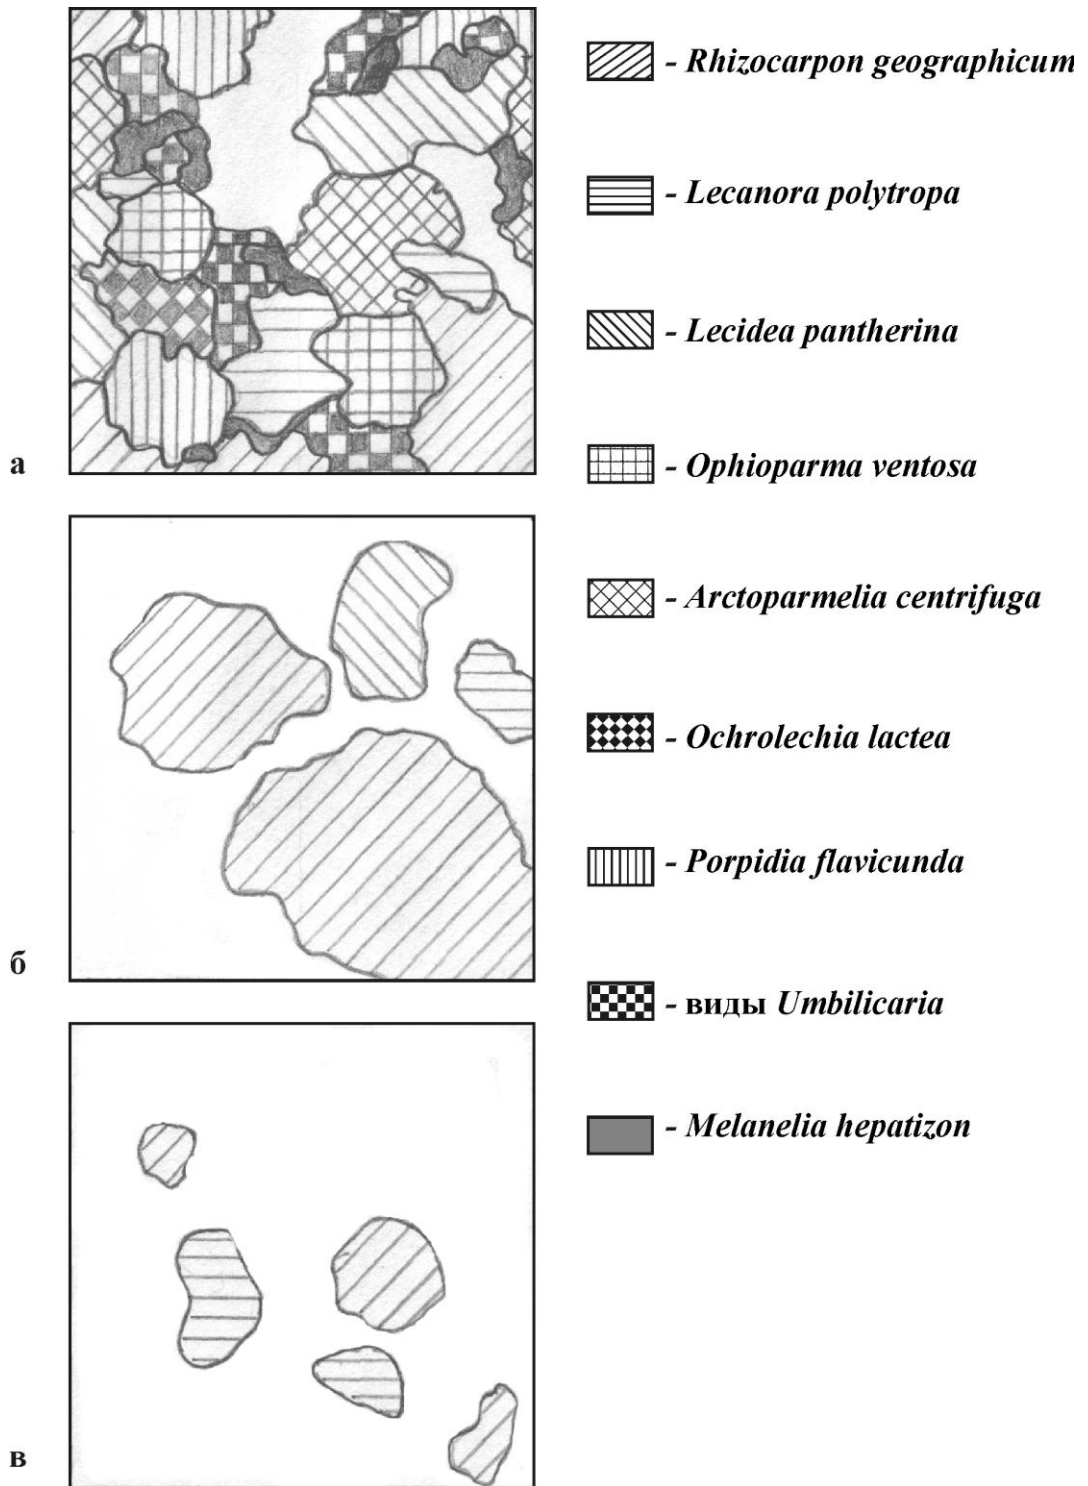 - Rhizocarpon geographicum
- Lecanora polytropa
- Lecidea pantherina
- Ophioparma ventosa
а
- Arctoparmelia centrifuga
- Ochrolechia lactea
- Porpidia flavicunda
б
- виды Umbilicaria
- Melanelia hepatizon
в